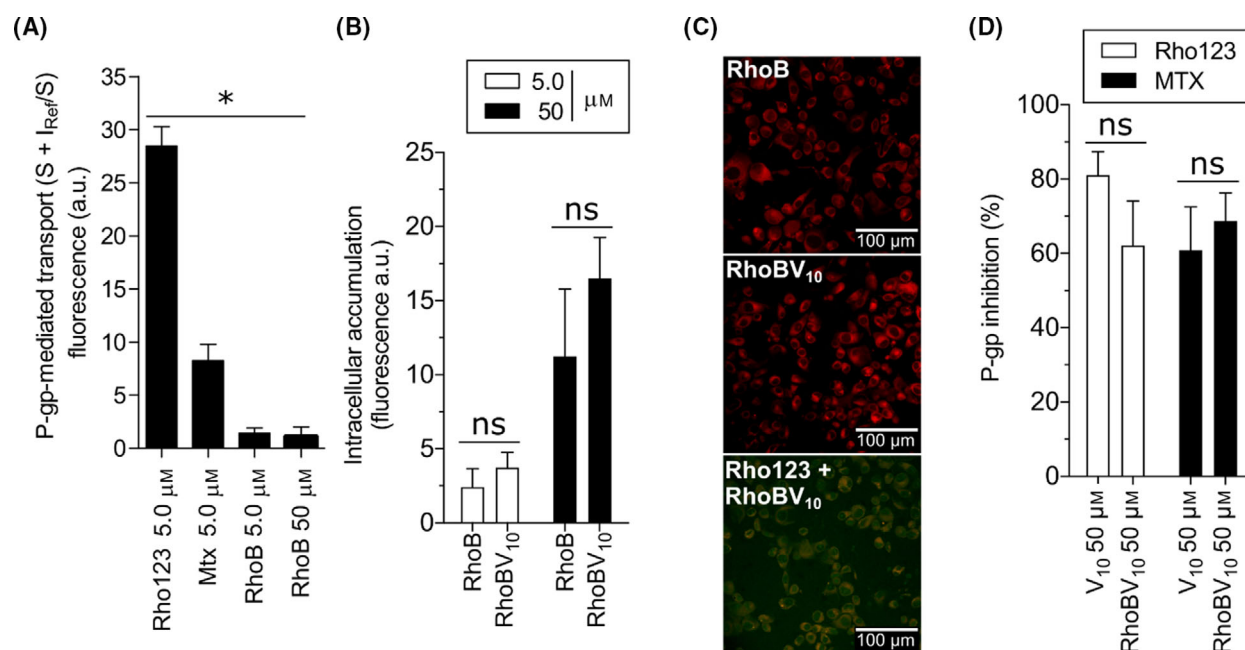 (A)
P-gp-mediated transport (S + I_Ref/S)
fluorescence (a.u.)
35
30
25
20
15
10
5
0
*
Rho123 5.0 μM
Mtx 5.0 μM
RhoB 5.0 μM
RhoB 50 μM
(B)
5.0
50
μM
Intracellular accumulation
(fluorescence a.u.)
25
20
15
10
5
0
ns
ns
RhoB
RhoBV₁₀
RhoB
RhoBV₁₀
(C)
RhoB
100 μm
RhoBV₁₀
100 μm
Rho123 +
RhoBV₁₀
100 μm
(D)
Rho123
MTX
P-gp inhibition (%)
100
80
60
40
20
0
ns
ns
V₁₀ 50 μM
RhoBV₁₀ 50 μM
V₁₀ 50 μM
RhoBV₁₀ 50 μM